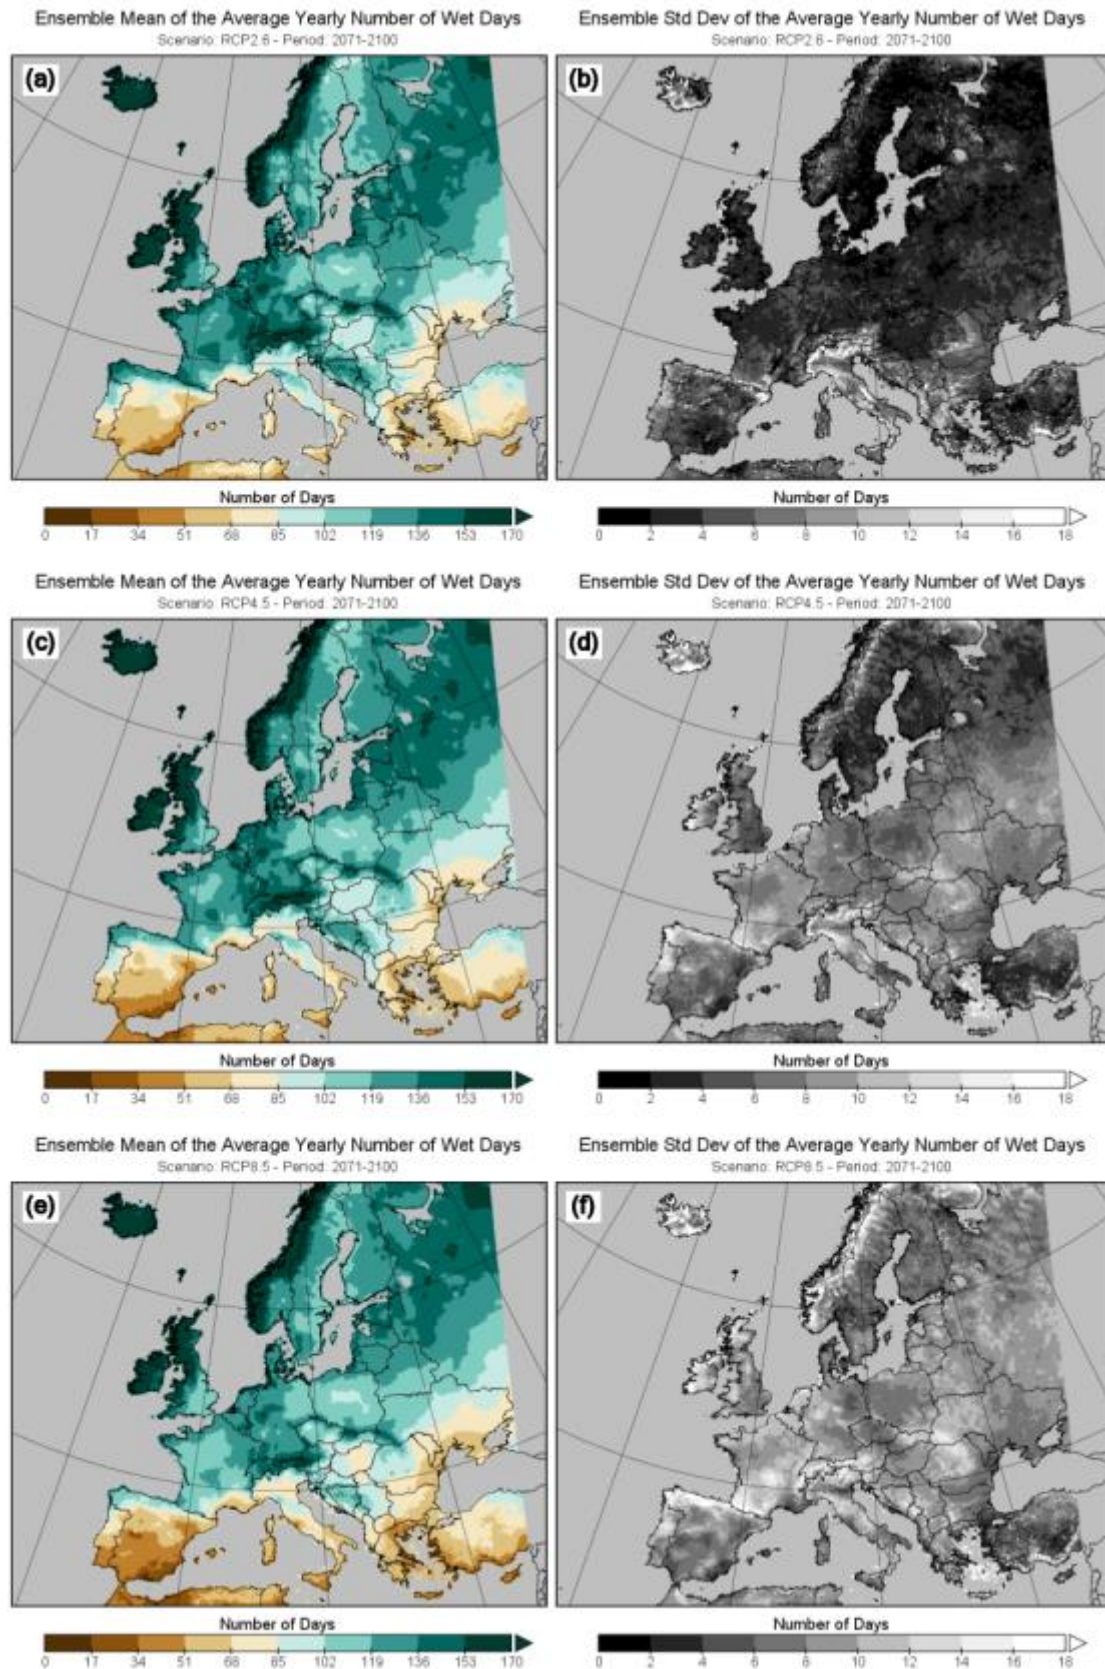 Ensemble Mean of the Average Yearly Number of Wet Days
Scenario: RCP2.6 - Period: 2071-2100
(a)
Number of Days
0 17 34 51 68 85 102 119 136 153 170
Ensemble Std Dev of the Average Yearly Number of Wet Days
Scenario: RCP2.6 - Period: 2071-2100
(b)
Number of Days
0 2 4 6 8 10 12 14 16 18
Ensemble Mean of the Average Yearly Number of Wet Days
Scenario: RCP4.5 - Period: 2071-2100
(c)
Number of Days
0 17 34 51 68 85 102 119 136 153 170
Ensemble Std Dev of the Average Yearly Number of Wet Days
Scenario: RCP4.5 - Period: 2071-2100
(d)
Number of Days
0 2 4 6 8 10 12 14 16 18
Ensemble Mean of the Average Yearly Number of Wet Days
Scenario: RCP8.5 - Period: 2071-2100
(e)
Number of Days
0 17 34 51 68 85 102 119 136 153 170
Ensemble Std Dev of the Average Yearly Number of Wet Days
Scenario: RCP8.5 - Period: 2071-2100
(f)
Number of Days
0 2 4 6 8 10 12 14 16 18